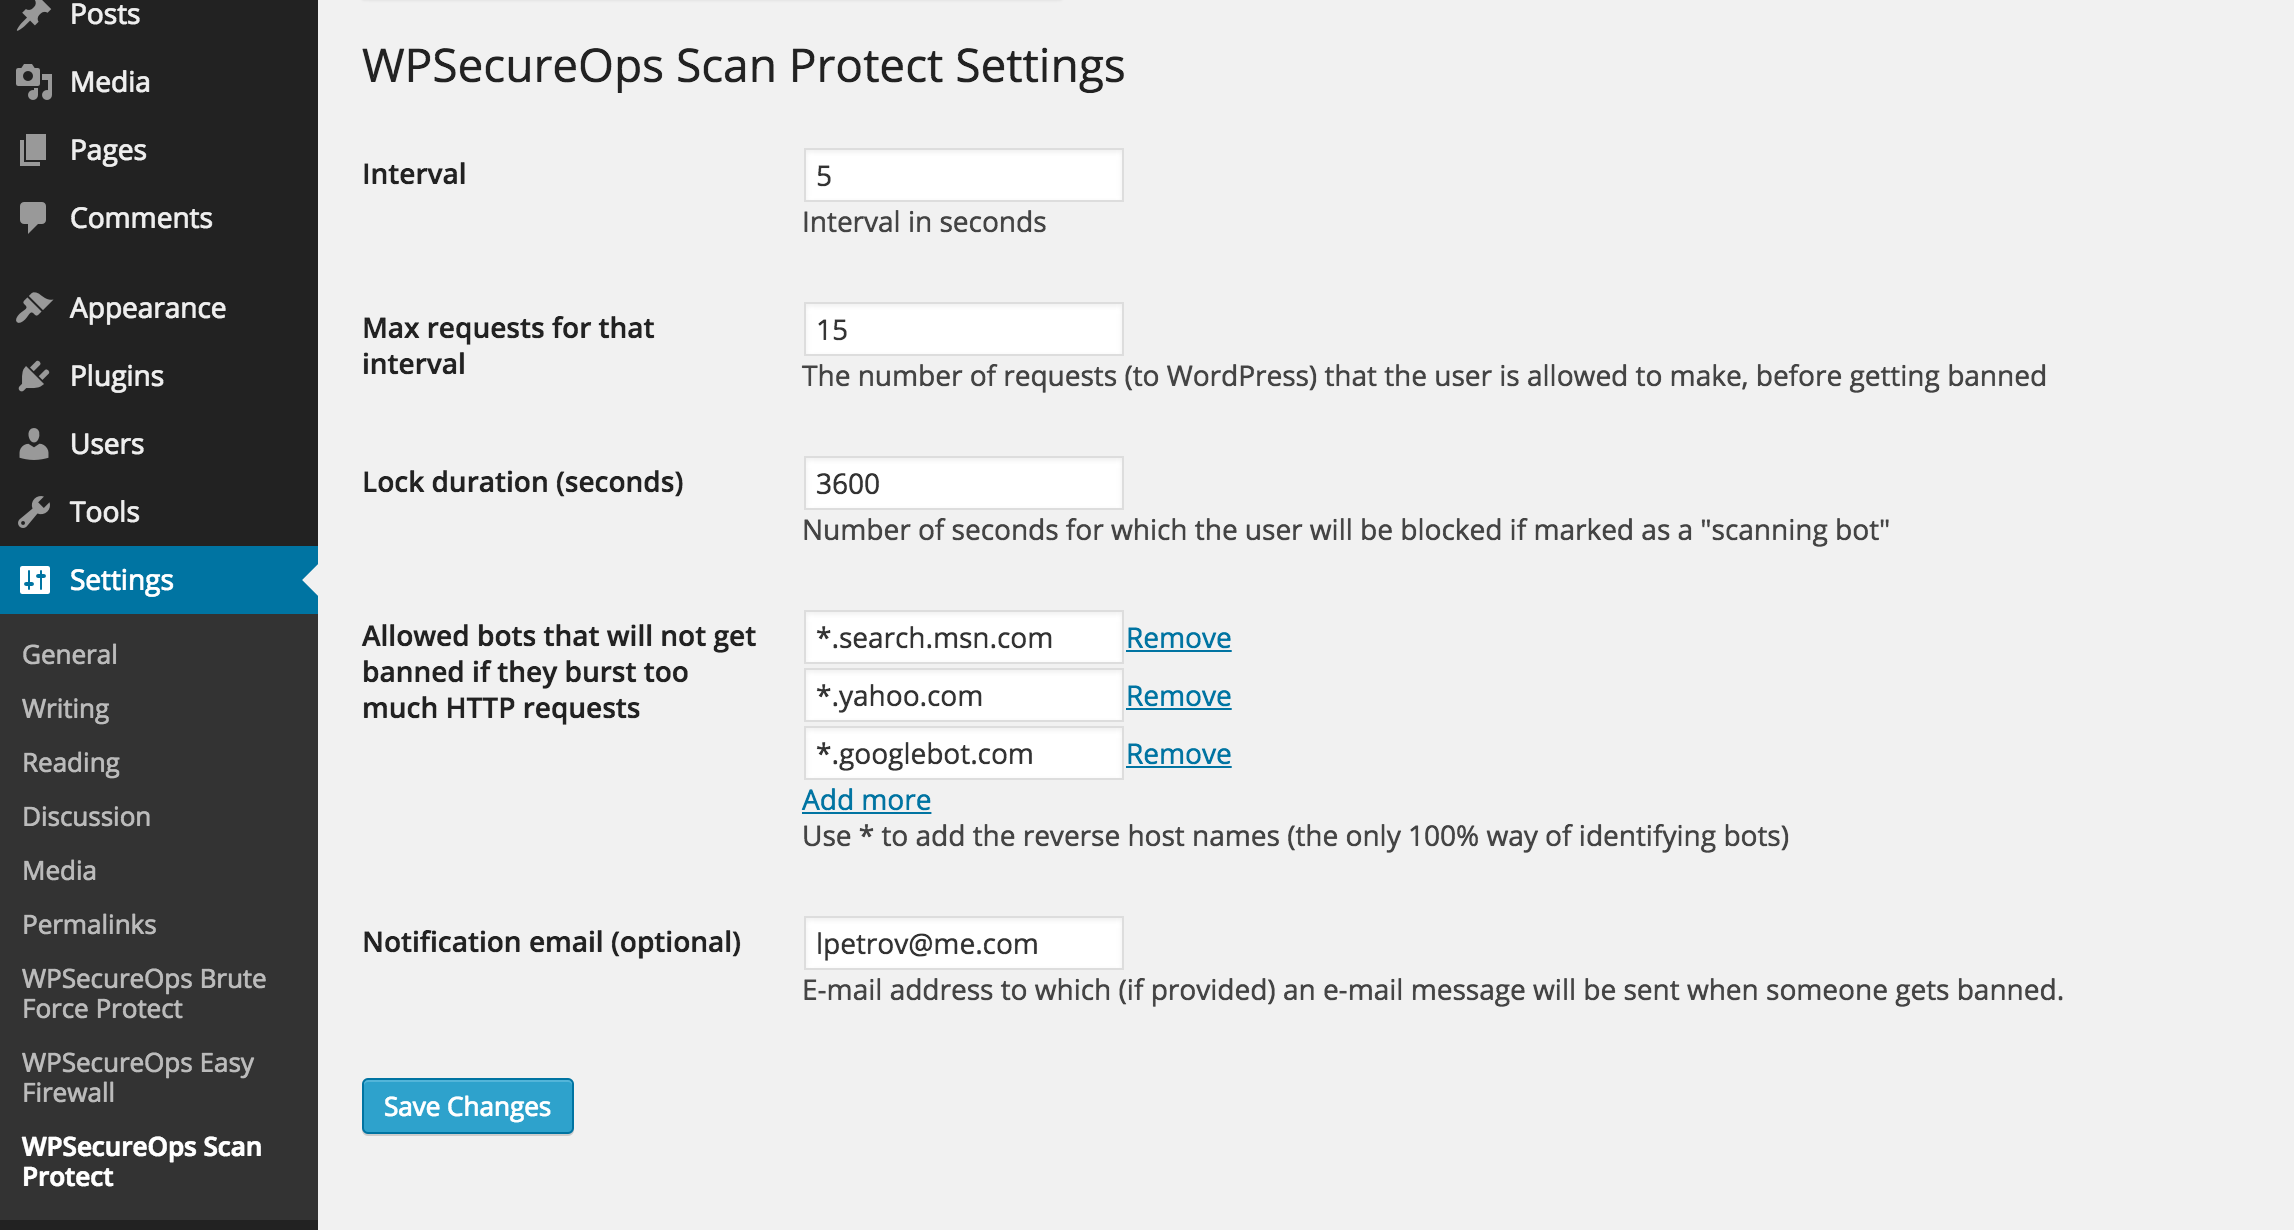 Posts
Media
Pages
Comments
Appearance
Plugins
Users
Tools
Settings
General
Writing
Reading
Discussion
Media
Permalinks
WPSecureOps Brute
Force Protect
WPSecureOps Easy
Firewall
WPSecureOps Scan
Protect
WPSecureOps Scan Protect Settings
Interval
5
Interval in seconds
Max requests for that
interval
15
The number of requests (to WordPress) that the user is allowed to make, before getting banned
Lock duration (seconds)
3600
Number of seconds for which the user will be blocked if marked as a "scanning bot"
Allowed bots that will not get
banned if they burst too
much HTTP requests
*.search.msn.com Remove
*.yahoo.com Remove
*.googlebot.com Remove
Add more
Use * to add the reverse host names (the only 100% way of identifying bots)
Notification email (optional)
lpetrov@me.com
E-mail address to which (if provided) an e-mail message will be sent when someone gets banned.
Save Changes